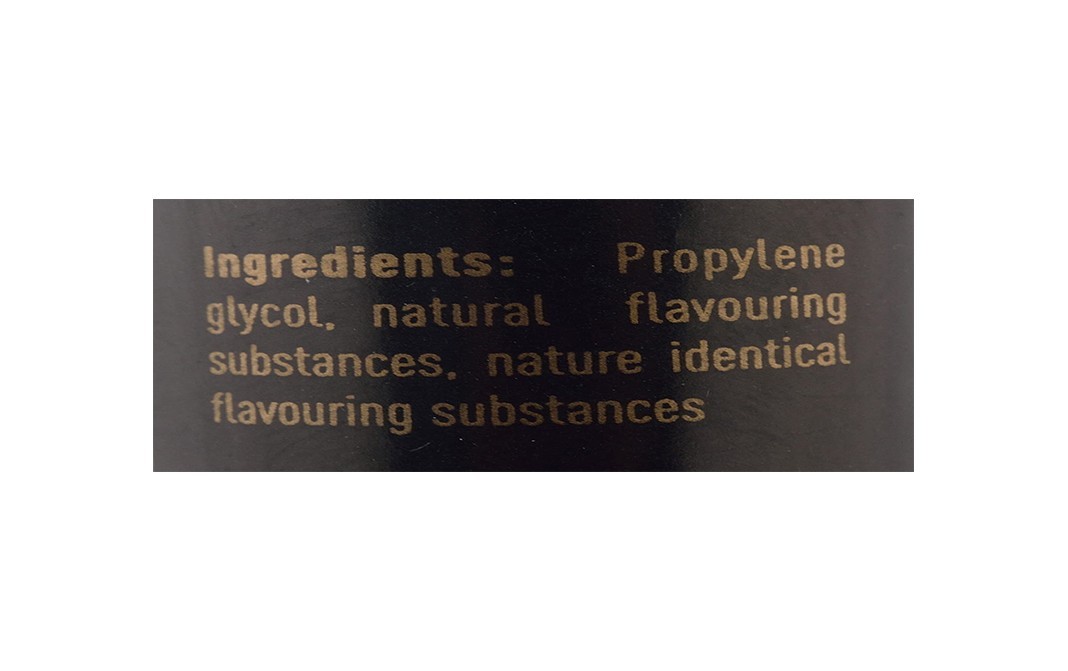 Ingredients: Propylene
glycol, natural flavouring
substances, nature identical
flavouring substances